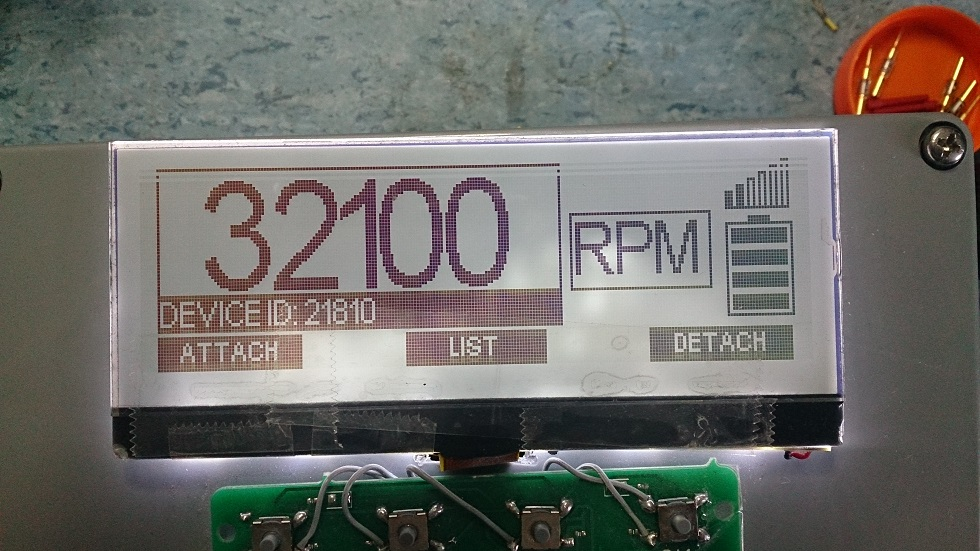 32100
RPM
DEVICE ID: 21810
ATTACH
LIST
DETACH